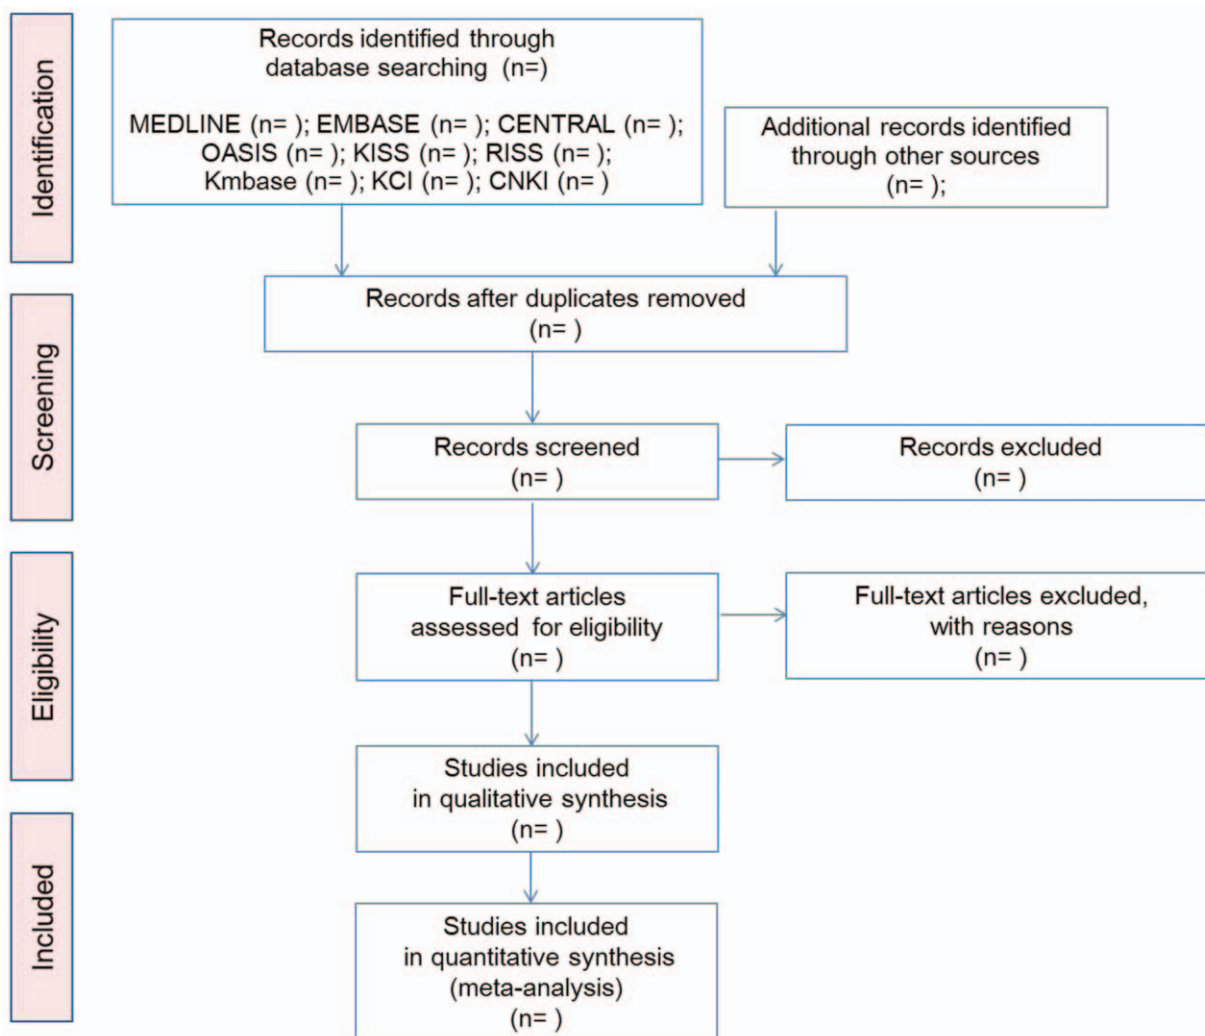 Identification
Records identified through
database searching (n=)
MEDLINE (n= ); EMBASE (n= ); CENTRAL (n= );
OASIS (n= ); KISS (n= ); RISS (n= );
Kmbase (n= ); KCI (n= ); CNKI (n= )
Additional records identified
through other sources
(n= );
Screening
Records after duplicates removed
(n= )
Records screened
(n= )
Records excluded
(n= )
Eligibility
Full-text articles
assessed for eligibility
(n= )
Full-text articles excluded,
with reasons
(n= )
Studies included
in qualitative synthesis
(n= )
Included
Studies included
in quantitative synthesis
(meta-analysis)
(n= )